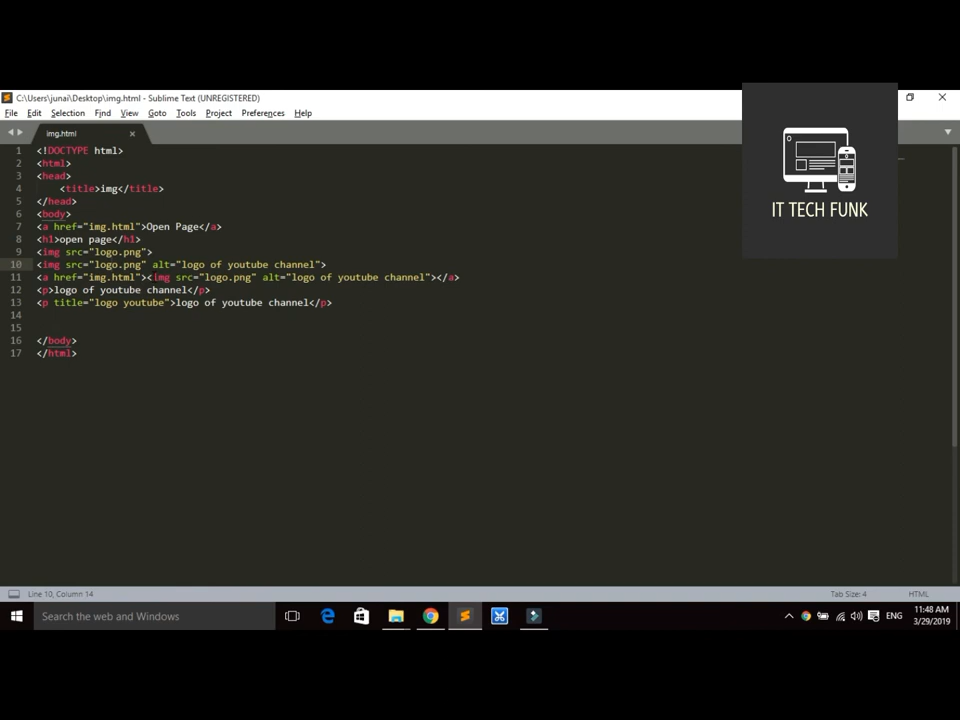 C:\Users\junai\Desktop\img.html - Sublime Text (UNREGISTERED)
File Edit Selection Find View Goto Tools Project Preferences Help
IT TECH FUNK
img.html
1 <!DOCTYPE html>
2 <html>
3 <head>
4     <title>img</title>
5 </head>
6 <body>
7 <a href="img.html">Open Page</a>
8 <h1>open page</h1>
9 <img src="logo.png">
10 <img src="logo.png" alt="logo of youtube channel">
11 <a href="img.html"><img src="logo.png" alt="logo of youtube channel"></a>
12 <p>logo of youtube channel</p>
13 <p title="logo youtube">logo of youtube channel</p>
14
15
16 </body>
17 </html>
Line 10, Column 14 Tab Size: 4 HTML
Search the web and Windows
ENG
11:48 AM
3/29/2019